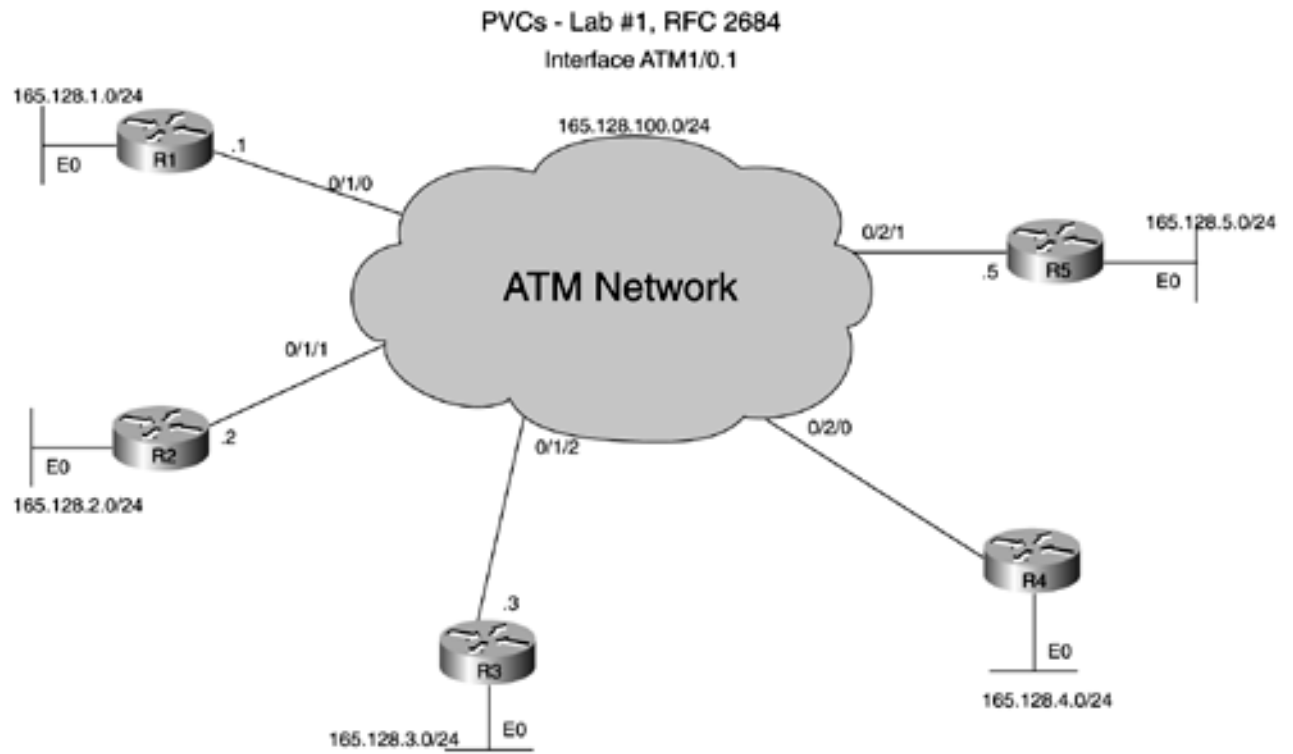 PVCs - Lab #1, RFC 2684
Interface ATM1/0.1
165.128.1.0/24
E0
R1
.1
0/1/0
165.128.100.0/24
ATM Network
0/2/1
165.128.5.0/24
.5
R5
E0
0/1/1
R2
.2
E0
165.128.2.0/24
0/1/2
0/2/0
.3
R3
E0
165.128.3.0/24
R4
E0
165.128.4.0/24